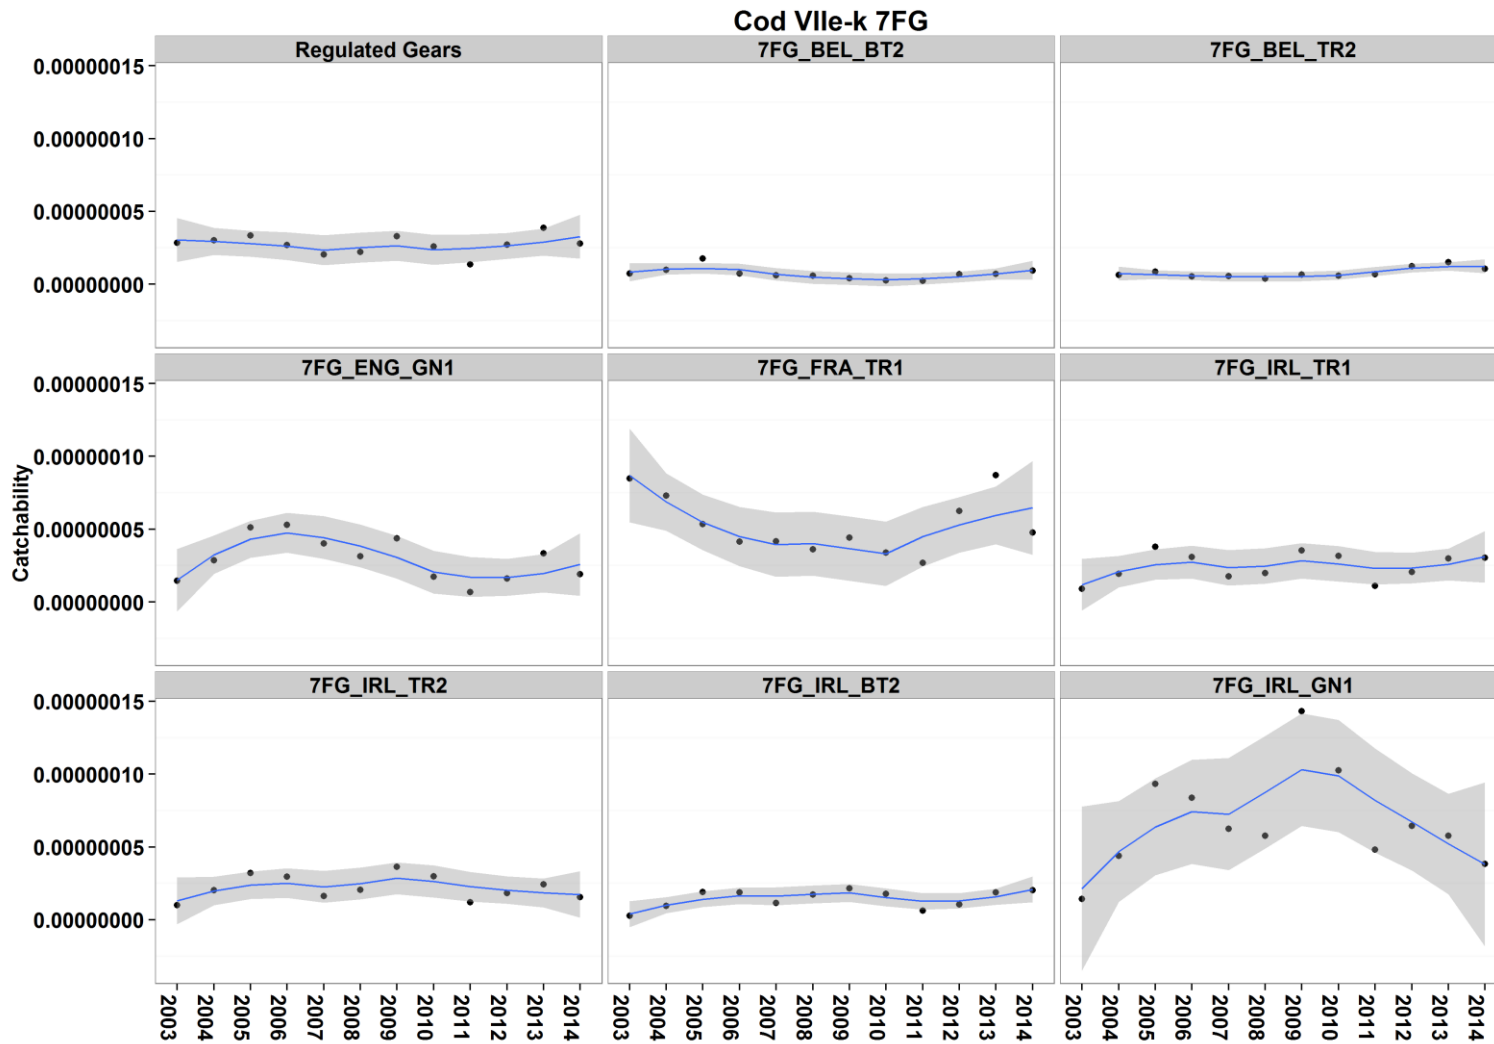 Cod VIIe-k 7FG
Regulated Gears
7FG_BEL_BT2
7FG_BEL_TR2
0.00000015
0.00000010
0.00000005
0.00000000
7FG_ENG_GN1
7FG_FRA_TR1
7FG_IRL_TR1
0.00000015
0.00000010
0.00000005
0.00000000
Catchability
7FG_IRL_TR2
7FG_IRL_BT2
7FG_IRL_GN1
0.00000015
0.00000010
0.00000005
0.00000000
2003 2004 2005 2006 2007 2008 2009 2010 2011 2012 2013 2014
2003 2004 2005 2006 2007 2008 2009 2010 2011 2012 2013 2014
2003 2004 2005 2006 2007 2008 2009 2010 2011 2012 2013 2014